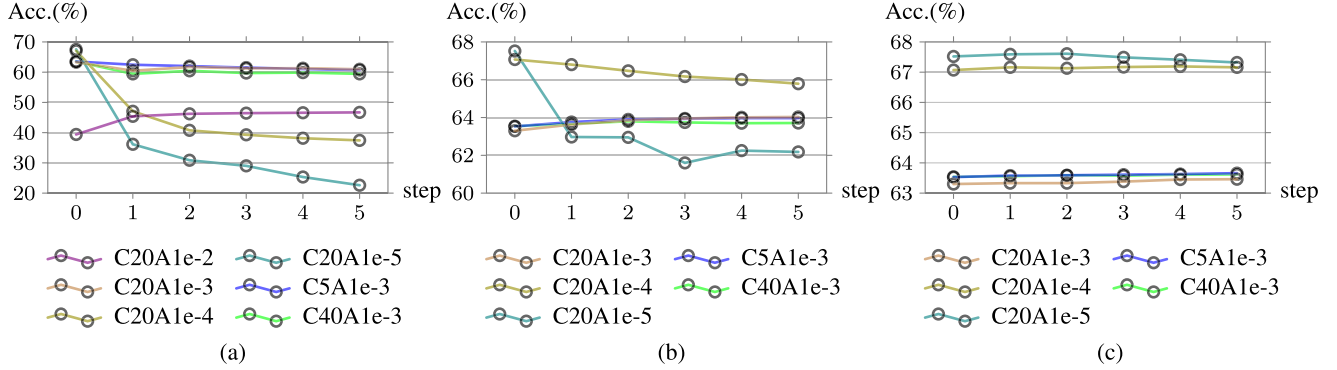 Acc.(%)
70
60
50
40
30
20
0 1 2 3 4 5
step
C20A1e-2 C20A1e-5
C20A1e-3 C5A1e-3
C20A1e-4 C40A1e-3
(a)
Acc.(%)
68
66
64
62
60
0 1 2 3 4 5
step
C20A1e-3 C5A1e-3
C20A1e-4 C40A1e-3
C20A1e-5
(b)
Acc.(%)
68
67
66
65
64
63
0 1 2 3 4 5
step
C20A1e-3 C5A1e-3
C20A1e-4 C40A1e-3
C20A1e-5
(c)